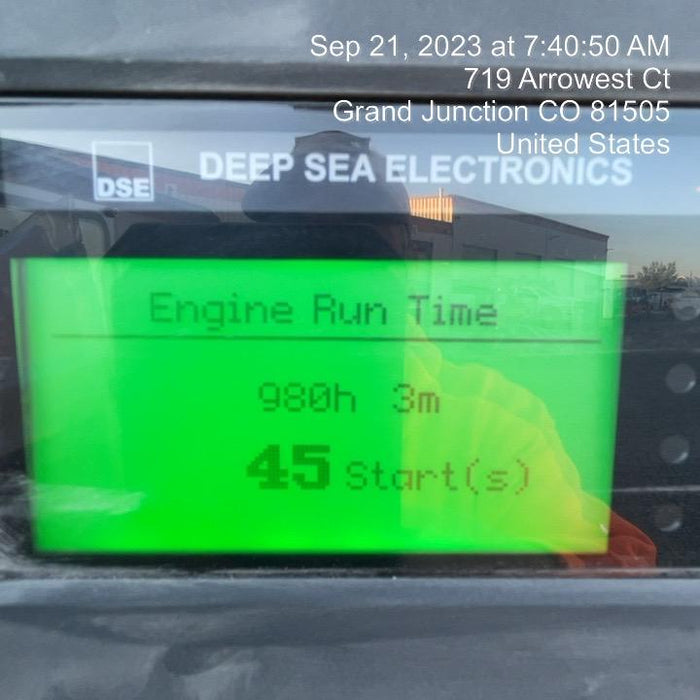 Sep 21, 2023 at 7:40:50 AM
719 Arrowest Ct
Grand Junction CO 81505
United States
DSE
DEEP SEA ELECTRONICS
Engine Run Time
980h 3m
45 Start(s)